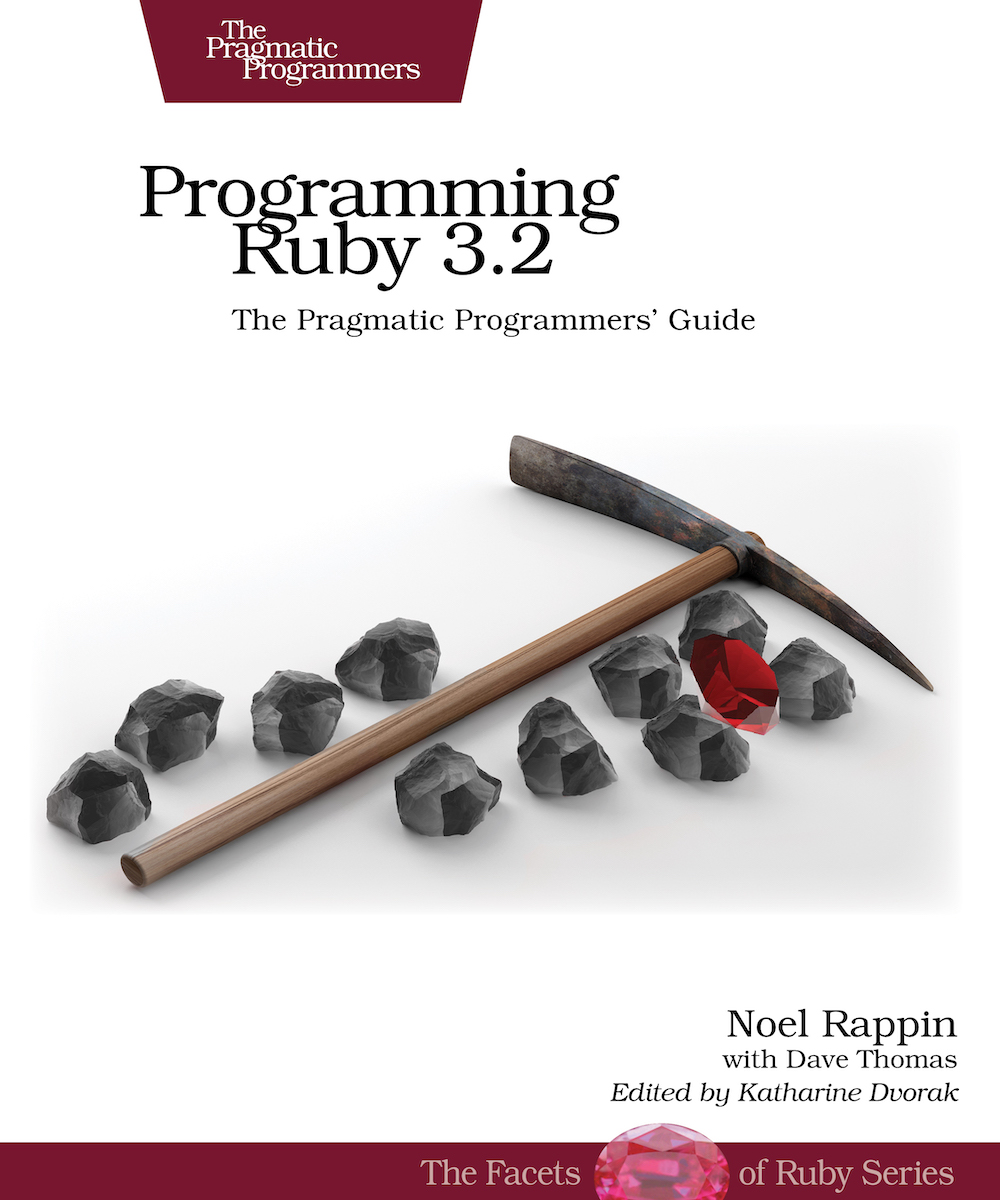 The
Pragmatic
Programmers
Programming
Ruby 3.2
The Pragmatic Programmers’ Guide
Noel Rappin
with Dave Thomas
Edited by Katharine Dvorak
The Facets of Ruby Series